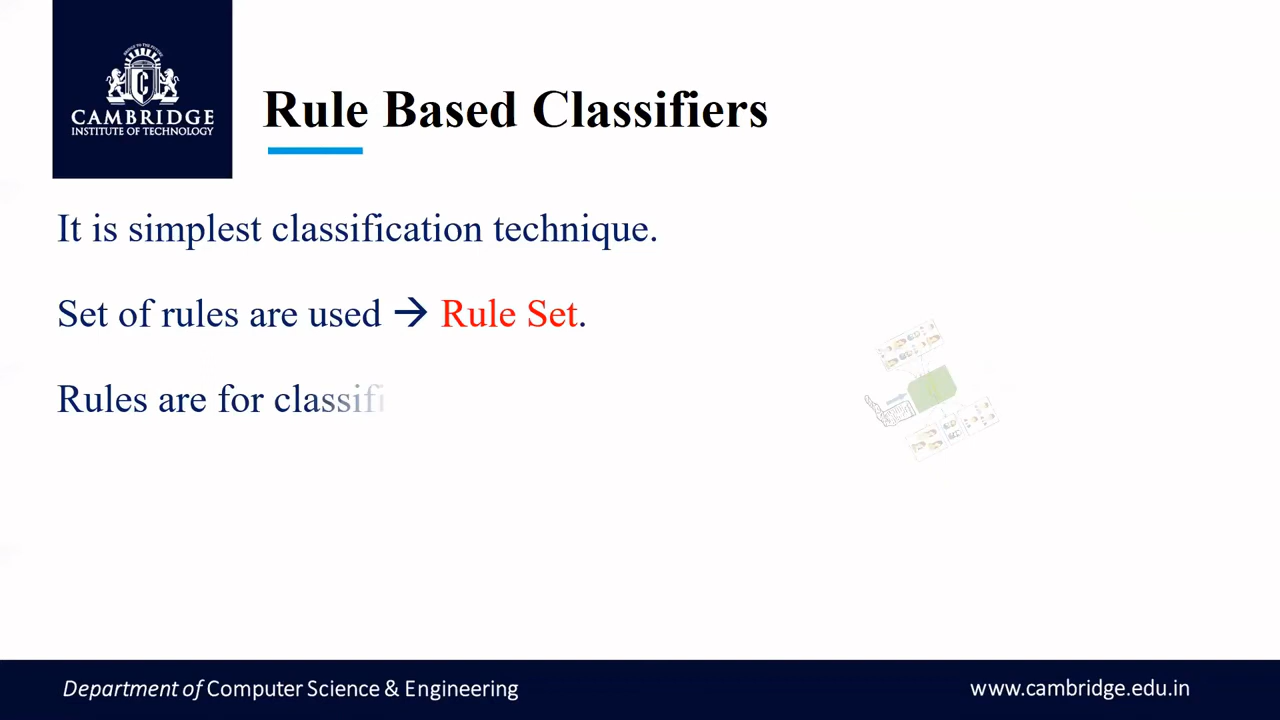 CAMBRIDGE
INSTITUTE OF TECHNOLOGY
Rule Based Classifiers
It is simplest classification technique.
Set of rules are used → Rule Set.
Rules are for classifi
Department of Computer Science & Engineering
www.cambridge.edu.in